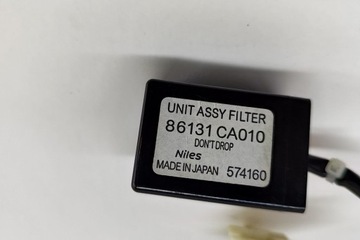 UNIT ASSY FILTER
86131 CA010
DON'T DROP
Niles
MADE IN JAPAN 574160